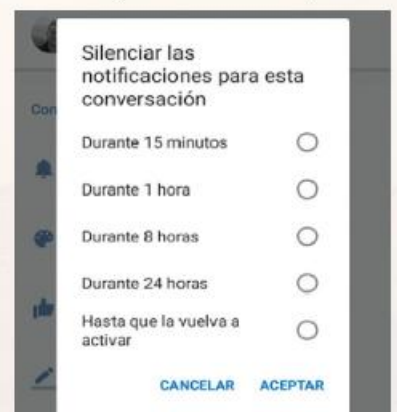 Silenciar las
notificaciones para esta
conversación
Con
Durante 15 minutos
Durante 1 hora
Durante 8 horas
Durante 24 horas
Hasta que la vuelva a
activar
CANCELAR ACEPTAR